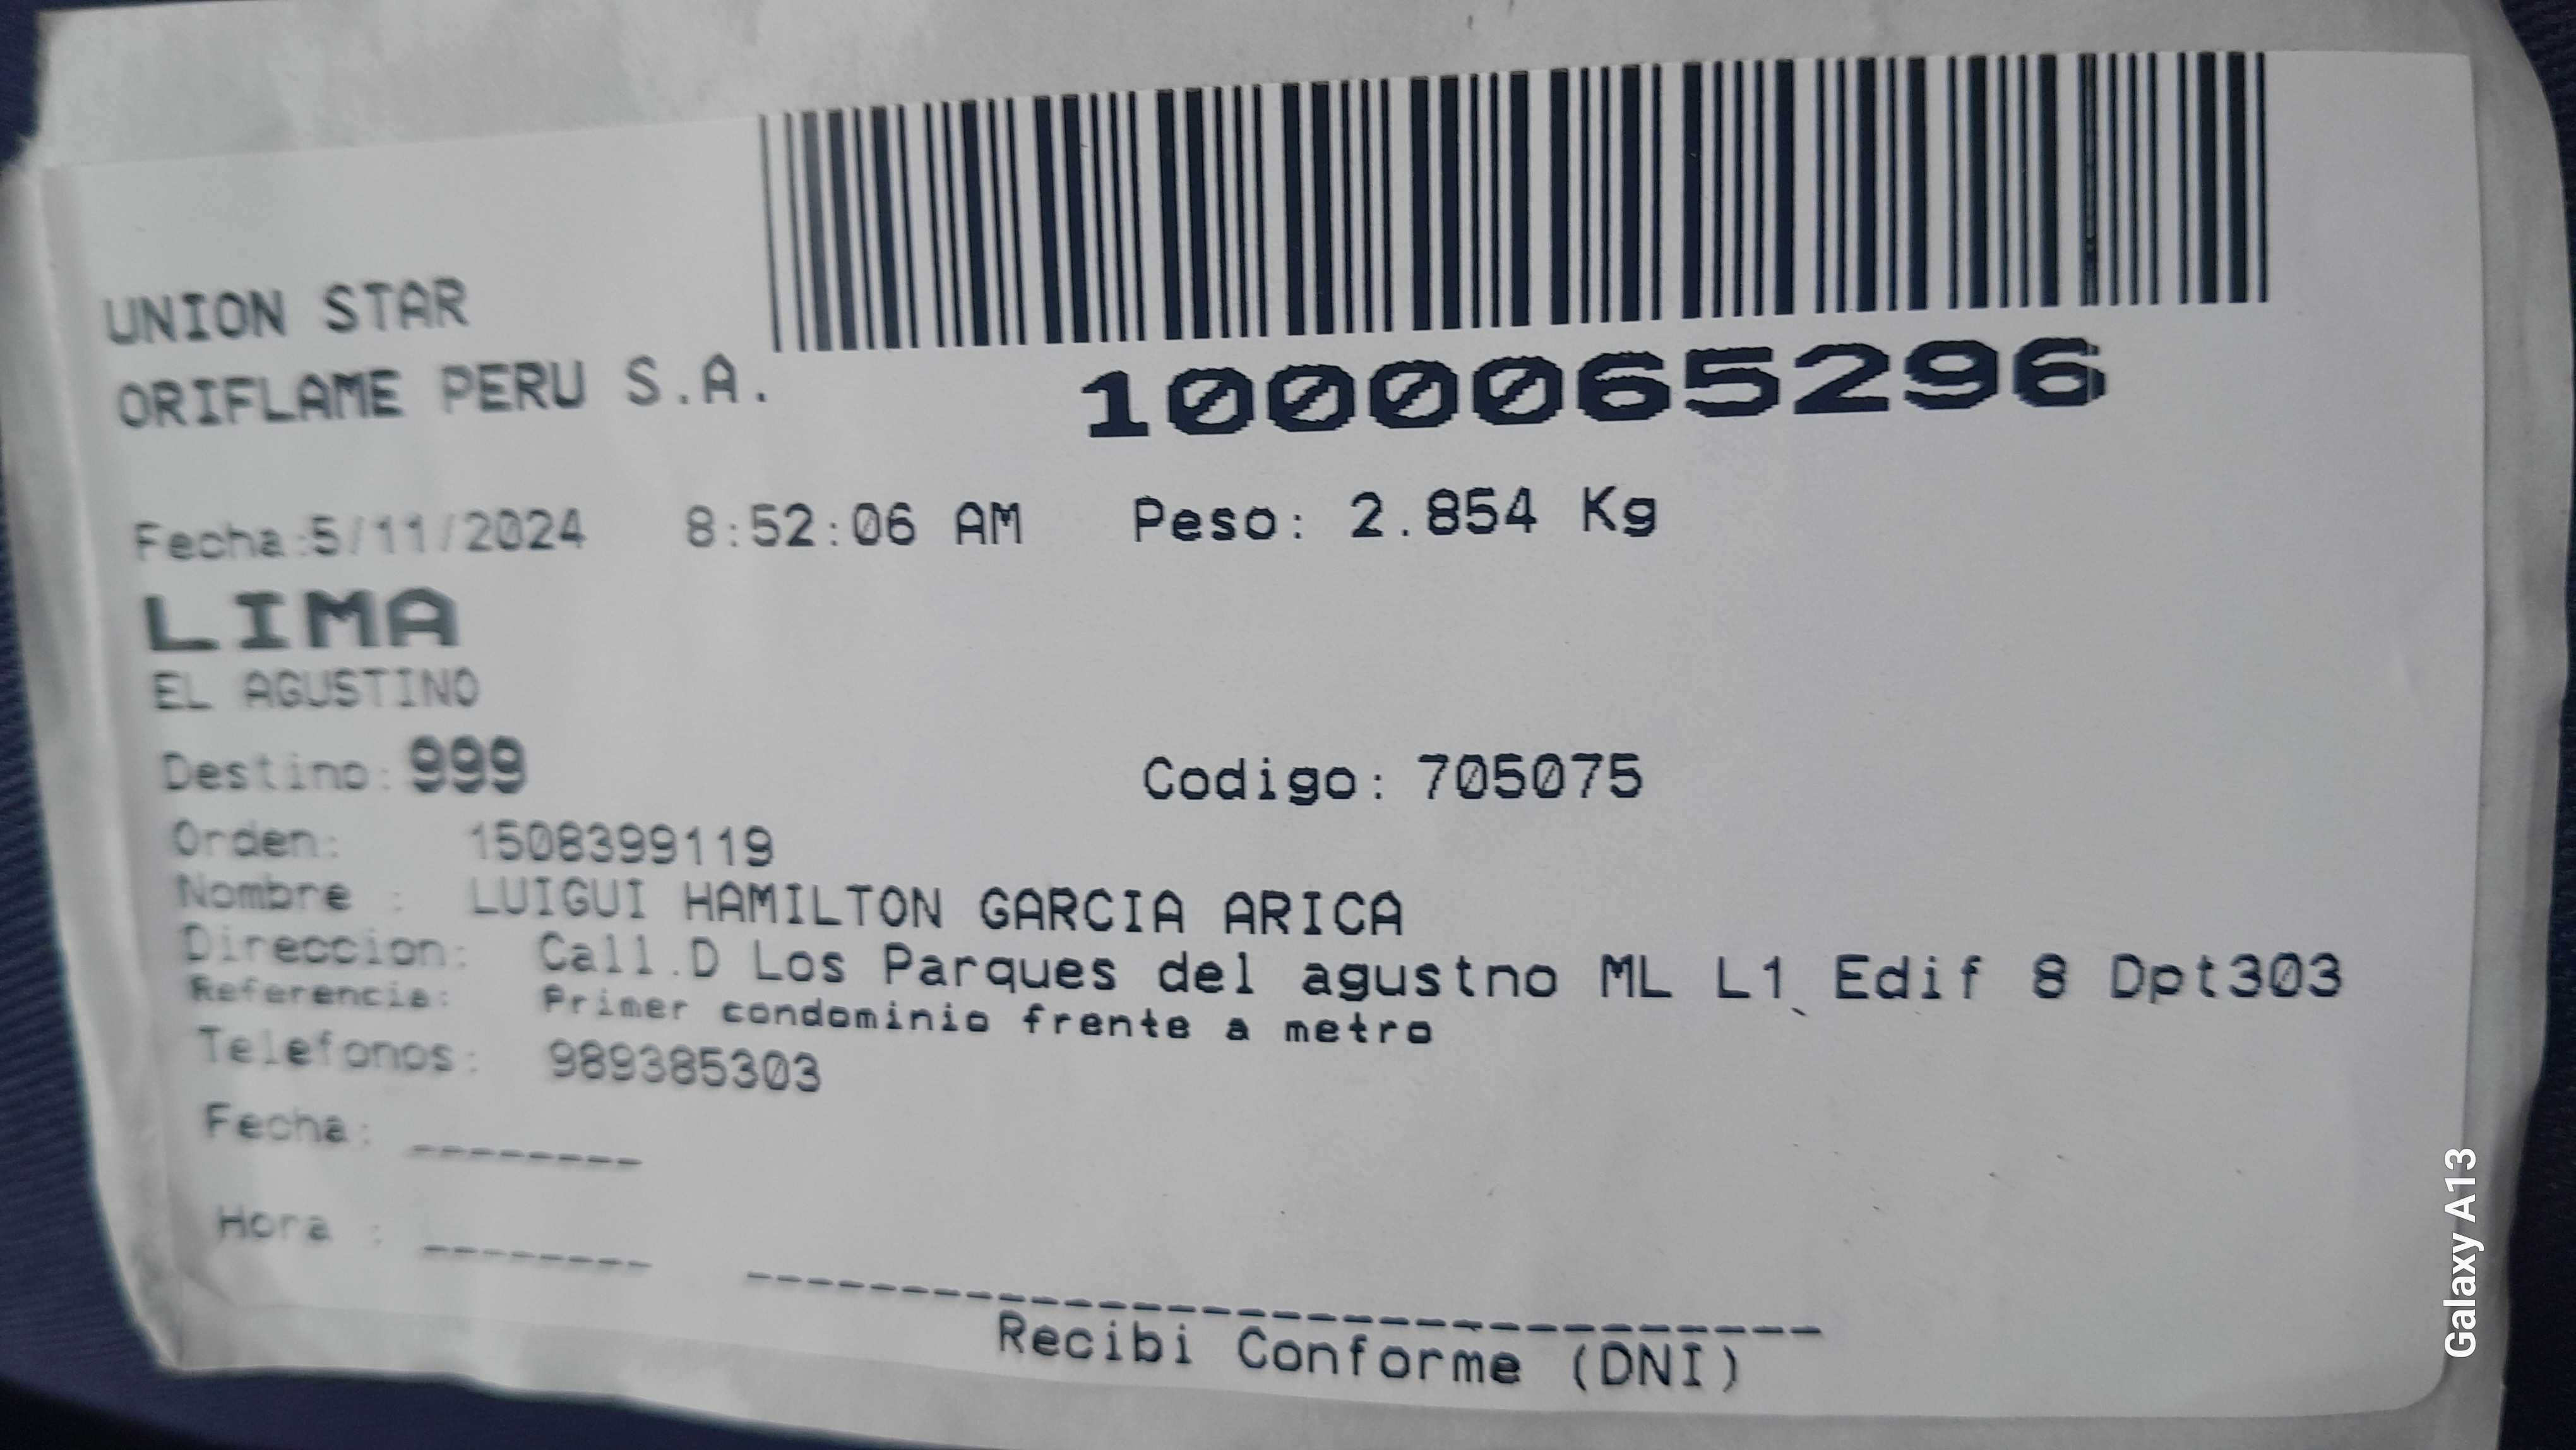 UNION STAR
ORIFLAME PERU S.A.
1000065296
Fecha:5/11/2024 8:52:06 AM Peso: 2.854 Kg
LIMA
EL AGUSTINO
Destino: 999 Codigo: 705075
Orden: 1508399119
Nombre : LUIGUI HAMILTON GARCIA ARICA
Direccion: Call.D Los Parques del agustno ML L1 Edif 8 Dpt303
Referencia: Primer condominio frente a metro
Telefonos: 989385303
Fecha: ________
Hora : ________
Recibi Conforme (DNI)
Galaxy A13